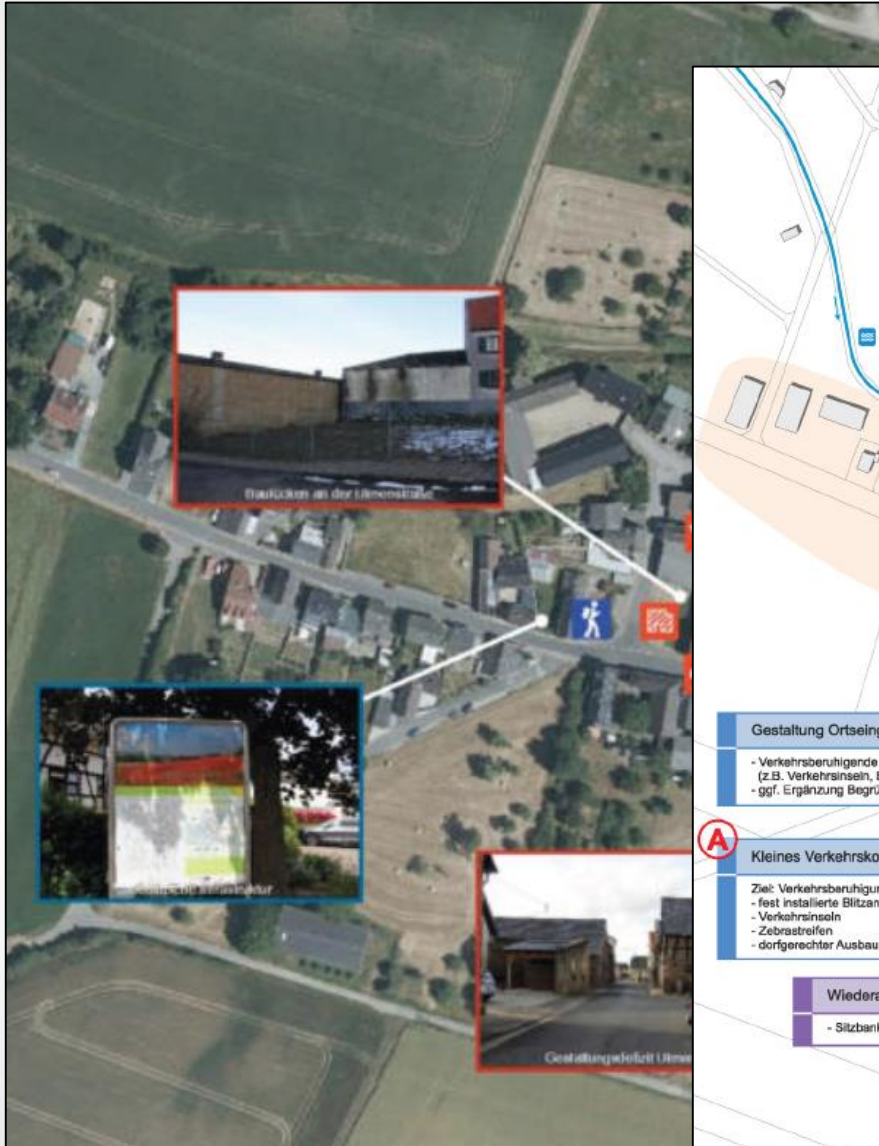 Baulücken an der Ulmenstraße
Infrastruktur
Gestaltungsdefizit
Gestaltung Ortseing
- Verkehrsberuhigende
(z.B. Verkehrsinseln,
- ggf. Ergänzung Begrü
A
Kleines Verkehrsko
Ziel: Verkehrsberuhigun
- fest installierte Blitzan
- Verkehrsinseln
- Zebrastreifen
- dorfgerechter Ausbau
Wiedera
- Sitzbank